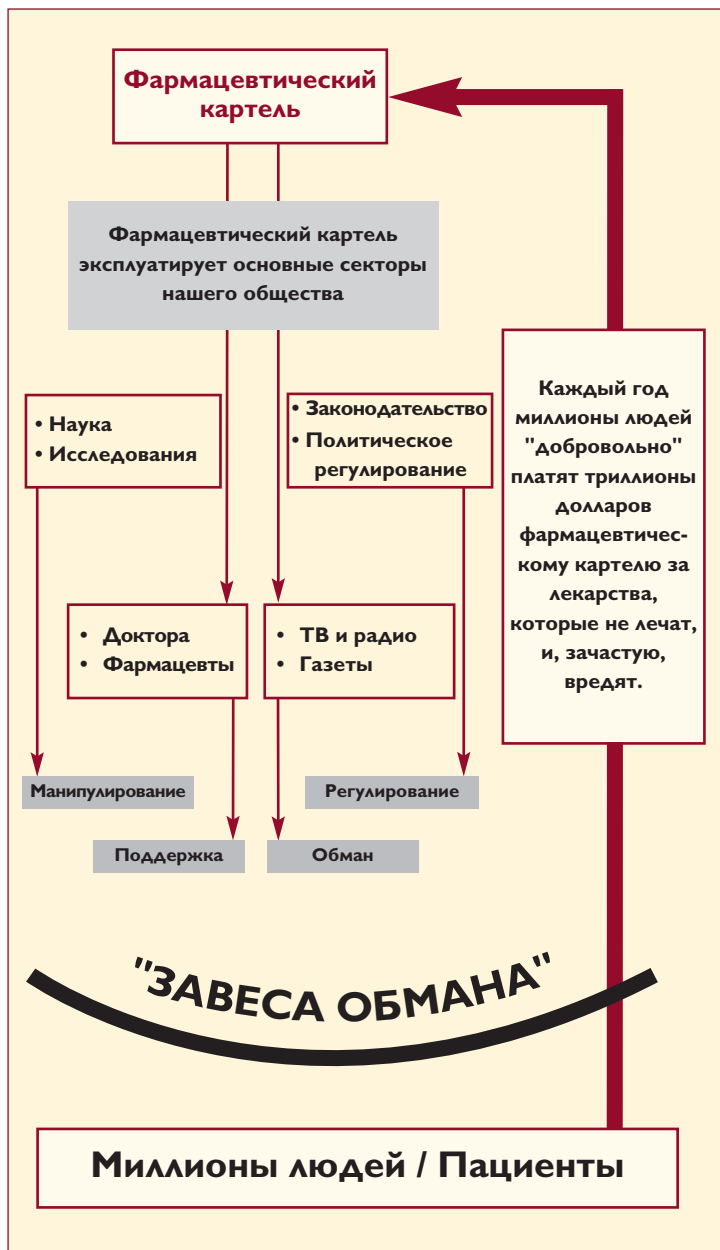 Фармацевтический
картель
Фармацевтический картель
эксплуатирует основные секторы
нашего общества
• Наука
• Исследования
• Законодательство
• Политическое
регулирование
Каждый год
миллионы людей
"добровольно"
платят триллионы
долларов
фармацевтичес-
кому картелю за
лекарства,
которые не лечат,
и, зачастую,
вредят.
• Доктора
• Фармацевты
• ТВ и радио
• Газеты
Манипулирование
Регулирование
Поддержка
Обман
"ЗАВЕСА ОБМАНА"
Миллионы людей / Пациенты